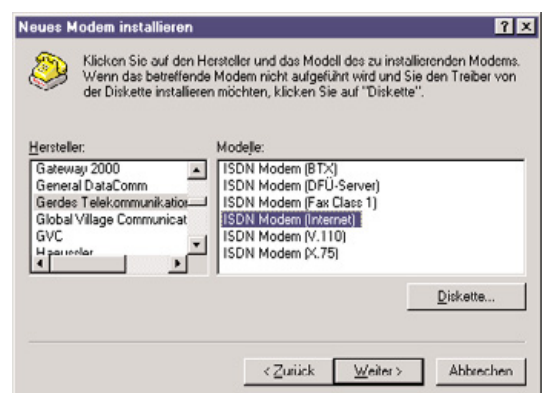 Neues Modem installieren
Klicken Sie auf den Hersteller und das Modell des zu installierenden Modems.
Wenn das betreffende Modem nicht aufgeführt wird und Sie den Treiber von
der Diskette installieren möchten, klicken Sie auf "Diskette".
Hersteller:
Gateway 2000
General DataComm
Gerdes Telekommunikation
Global Village Communicat
GVC
Haeussler
Modelle:
ISDN Modem (BTX)
ISDN Modem (DFÜ-Server)
ISDN Modem (Fax Class 1)
ISDN Modem (Internet)
ISDN Modem (V.110)
ISDN Modem (X.75)
Diskette...
< Zurück
Weiter >
Abbrechen